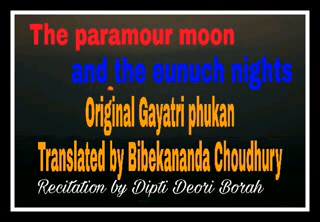 The paramour moon
and the eunuch nights
Original Gayatri phukan
Translated by Bibekananda Choudhury
Recitation by Dipti Deori Borah